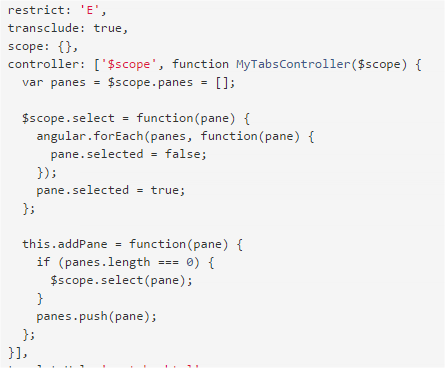 restrict: 'E',
transclude: true,
scope: {},
controller: ['$scope', function MyTabsController($scope) {
  var panes = $scope.panes = [];

  $scope.select = function(pane) {
    angular.forEach(panes, function(pane) {
      pane.selected = false;
    });
    pane.selected = true;
  };

  this.addPane = function(pane) {
    if (panes.length === 0) {
      $scope.select(pane);
    }
    panes.push(pane);
  };
}],